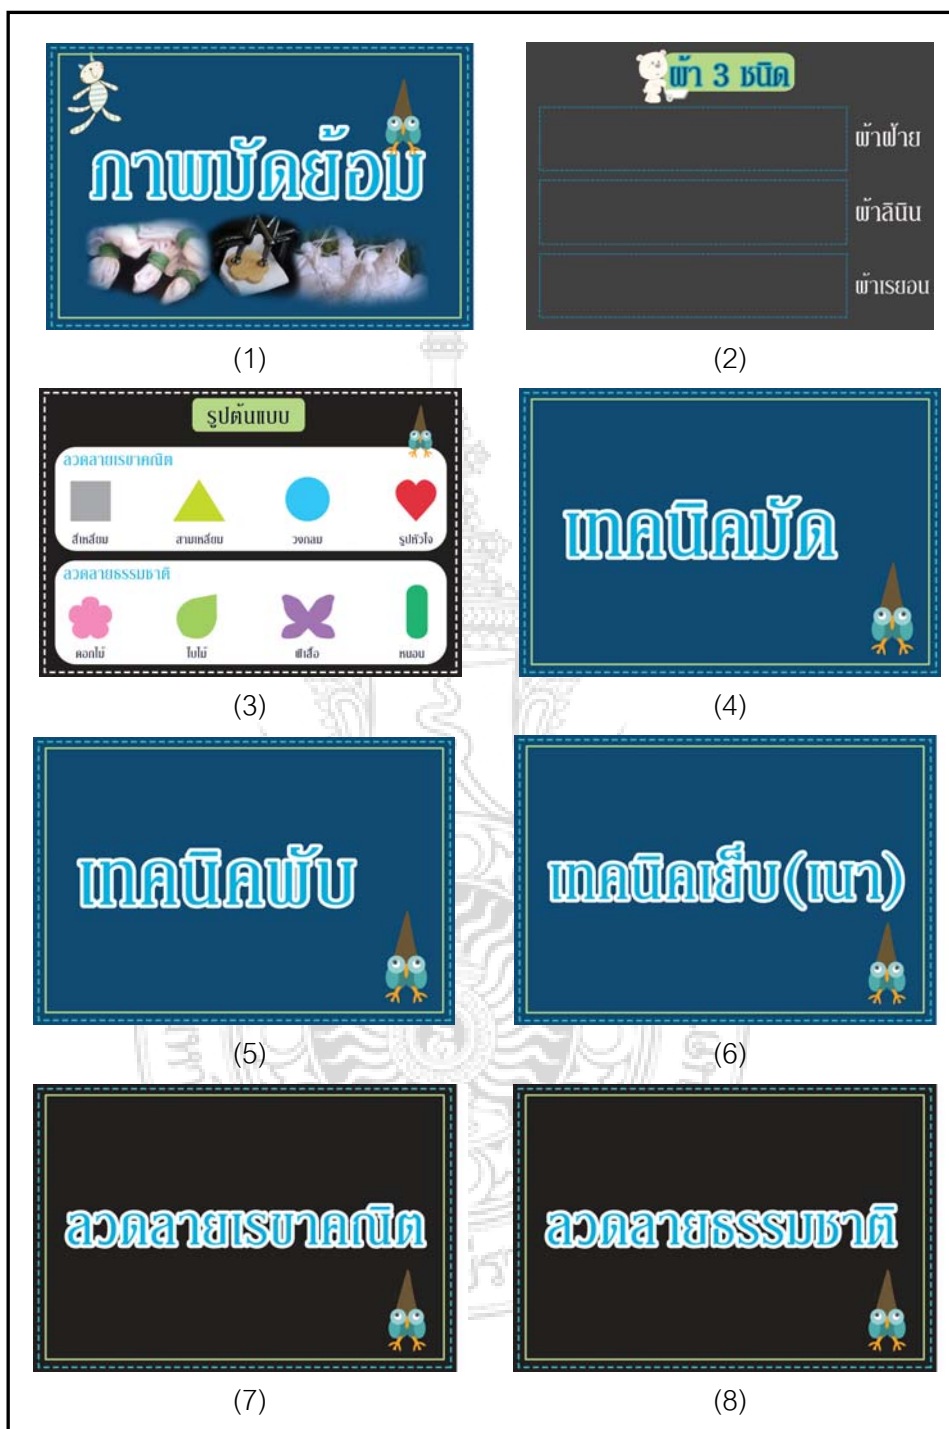 ภาพมัดย้อม
(1)
ผ้า 3 ชนิด
ผ้าฝ้าย
ผ้าลินิน
ผ้าเรยอน
(2)
รูปต้นแบบ
ลวดลายเรขาคณิต
สี่เหลี่ยม สามเหลี่ยม วงกลม รูปหัวใจ
ลวดลายธรรมชาติ
ดอกไม้ ใบไม้ ผีเสื้อ หนอน
(3)
เทคนิคมัด
(4)
เทคนิคพับ
(5)
เทคนิคเย็บ(เนา)
(6)
ลวดลายเรขาคณิต
(7)
ลวดลายธรรมชาติ
(8)